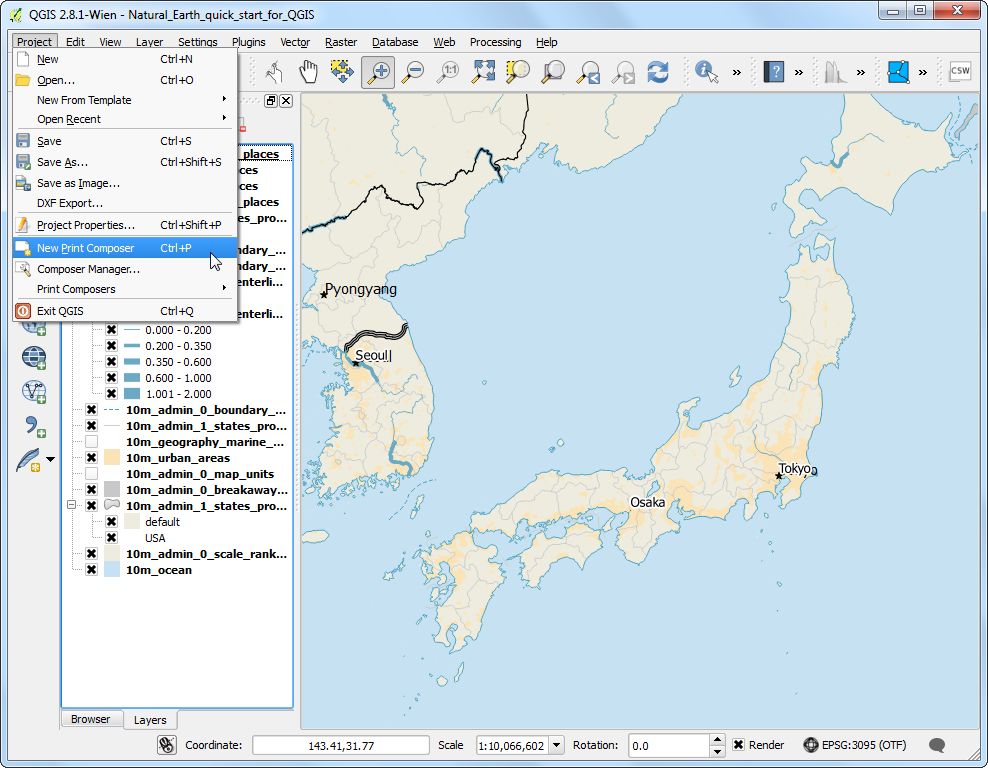 QGIS 2.8.1-Wien - Natural_Earth_quick_start_for_QGIS
Project Edit View Layer Settings Plugins Vector Raster Database Web Processing Help
New Ctrl+N
Open... Ctrl+O
New From Template
Open Recent
Save Ctrl+S
Save As... Ctrl+Shift+S
Save as Image...
DXF Export...
Project Properties... Ctrl+Shift+P
New Print Composer Ctrl+P
Composer Manager...
Print Composers
Exit QGIS Ctrl+Q
1:1
?
CSW
_places
ces
ces
_places
es_pro...
ndary_...
ndary_...
enterli...
enterli...
0.000 - 0.200
0.200 - 0.350
0.350 - 0.600
0.600 - 1.000
1.001 - 2.000
10m_admin_0_boundary_...
10m_admin_1_states_pro...
10m_geography_marine_...
10m_urban_areas
10m_admin_0_map_units
10m_admin_0_breakaway...
10m_admin_1_states_pro...
default
USA
10m_admin_0_scale_rank...
10m_ocean
Pyongyang
Seoul
Tokyo
Osaka
Browser Layers
Coordinate: 143.41,31.77 Scale 1:10,066,602 Rotation: 0.0 Render EPSG:3095 (OTF)